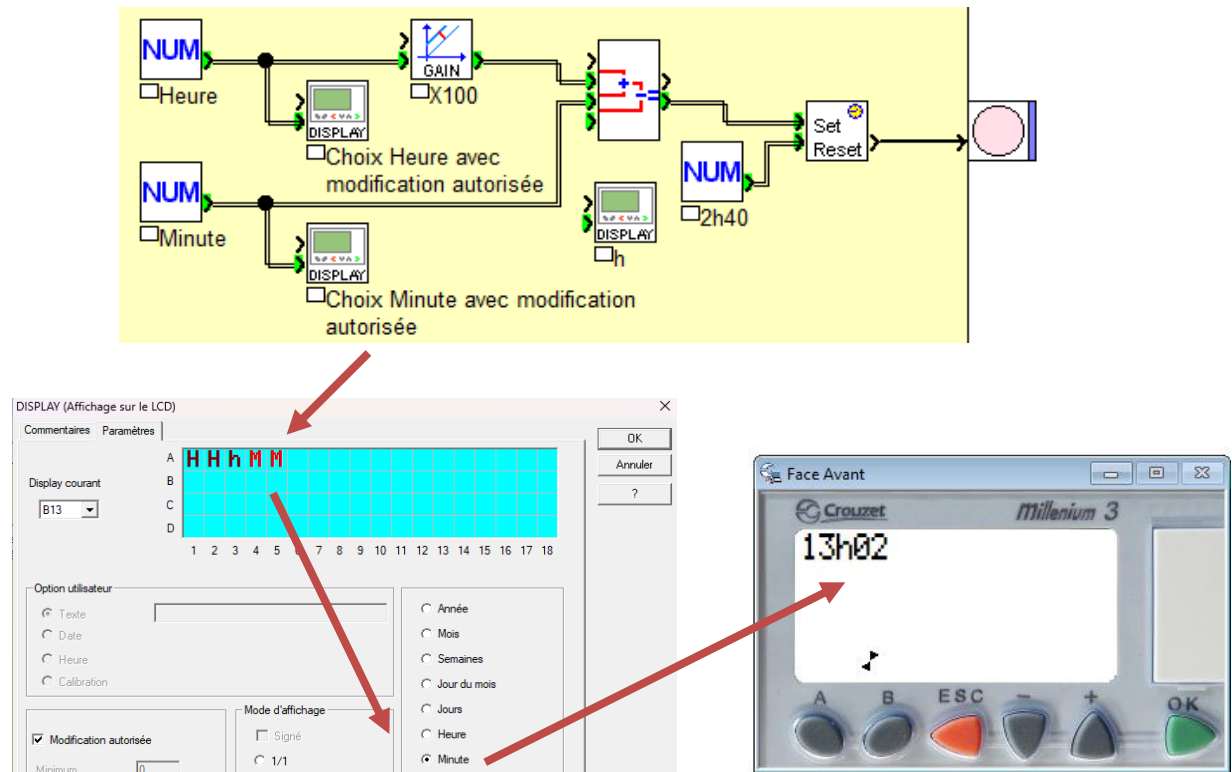 NUM
Heure
GAIN
X100
DISPLAY
Choix Heure avec
modification autorisée
NUM
Minute
DISPLAY
Choix Minute avec modification
autorisée
+
-
=
NUM
2h40
DISPLAY
h
Set
Reset
DISPLAY (Affichage sur le LCD)
Commentaires Paramètres
OK
Annuler
?
Display courant
B13
A H H h M M
B
C
D
1 2 3 4 5 6 7 8 9 10 11 12 13 14 15 16 17 18
Option utilisateur
Texte
Date
Heure
Calibration
Année
Mois
Semaines
Jour du mois
Jours
Heure
Minute
Modification autorisée
Minimum 0
Mode d'affichage
Signé
1/1
Face Avant
Crouzet Millenium 3
13h02
A B ESC - + OK